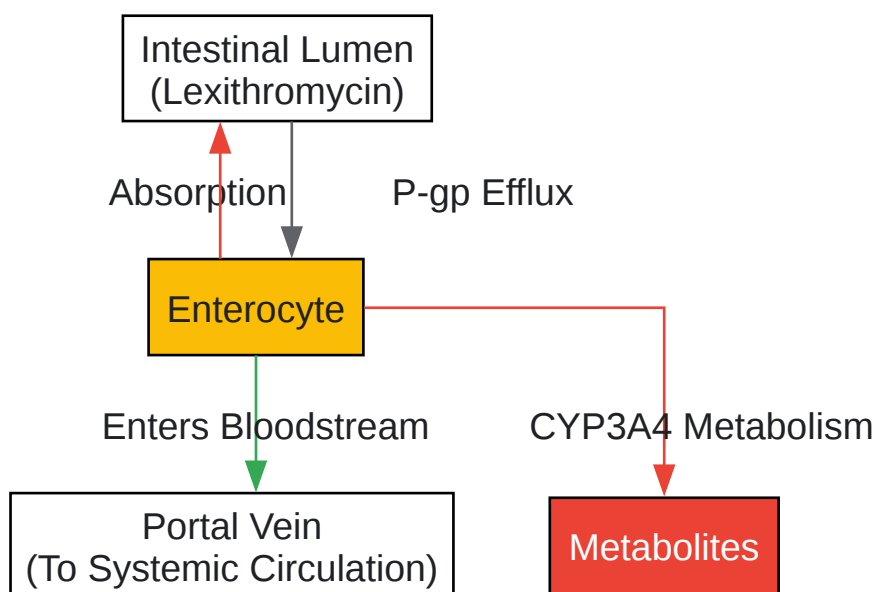 Intestinal Lumen
(Lexithromycin)
Absorption
P-gp Efflux
Enterocyte
Enters Bloodstream
CYP3A4 Metabolism
Portal Vein
(To Systemic Circulation)
Metabolites